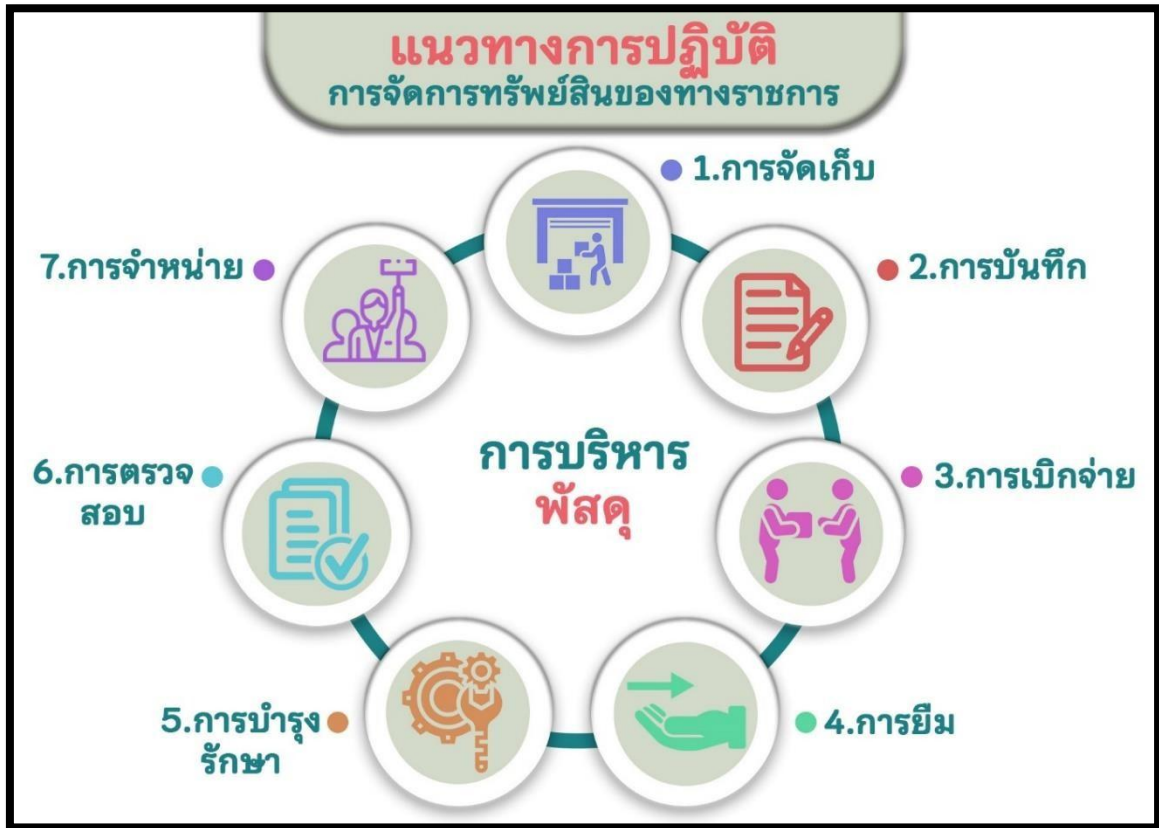 แนวทางการปฏิบัติ
การจัดการทรัพย์สินของทางราชการ
1.การจัดเก็บ
2.การบันทึก
3.การเบิกจ่าย
4.การยืม
5.การบำรุง
รักษา
6.การตรวจ
สอบ
7.การจำหน่าย
การบริหาร
พัสดุ